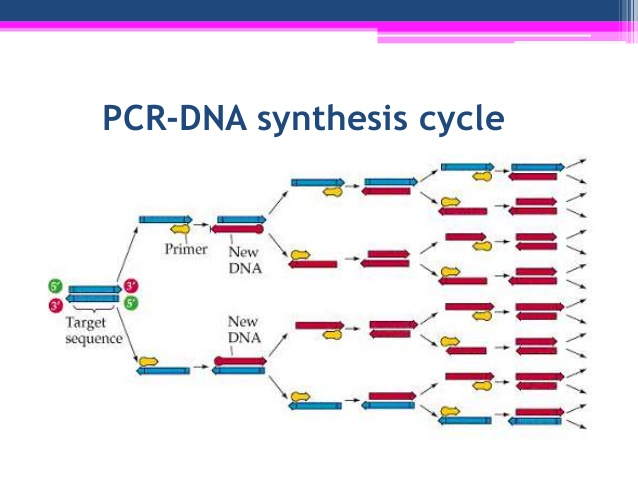 PCR-DNA synthesis cycle
Primer
New
DNA
5' 3'
3' 5'
Target
sequence
New
DNA